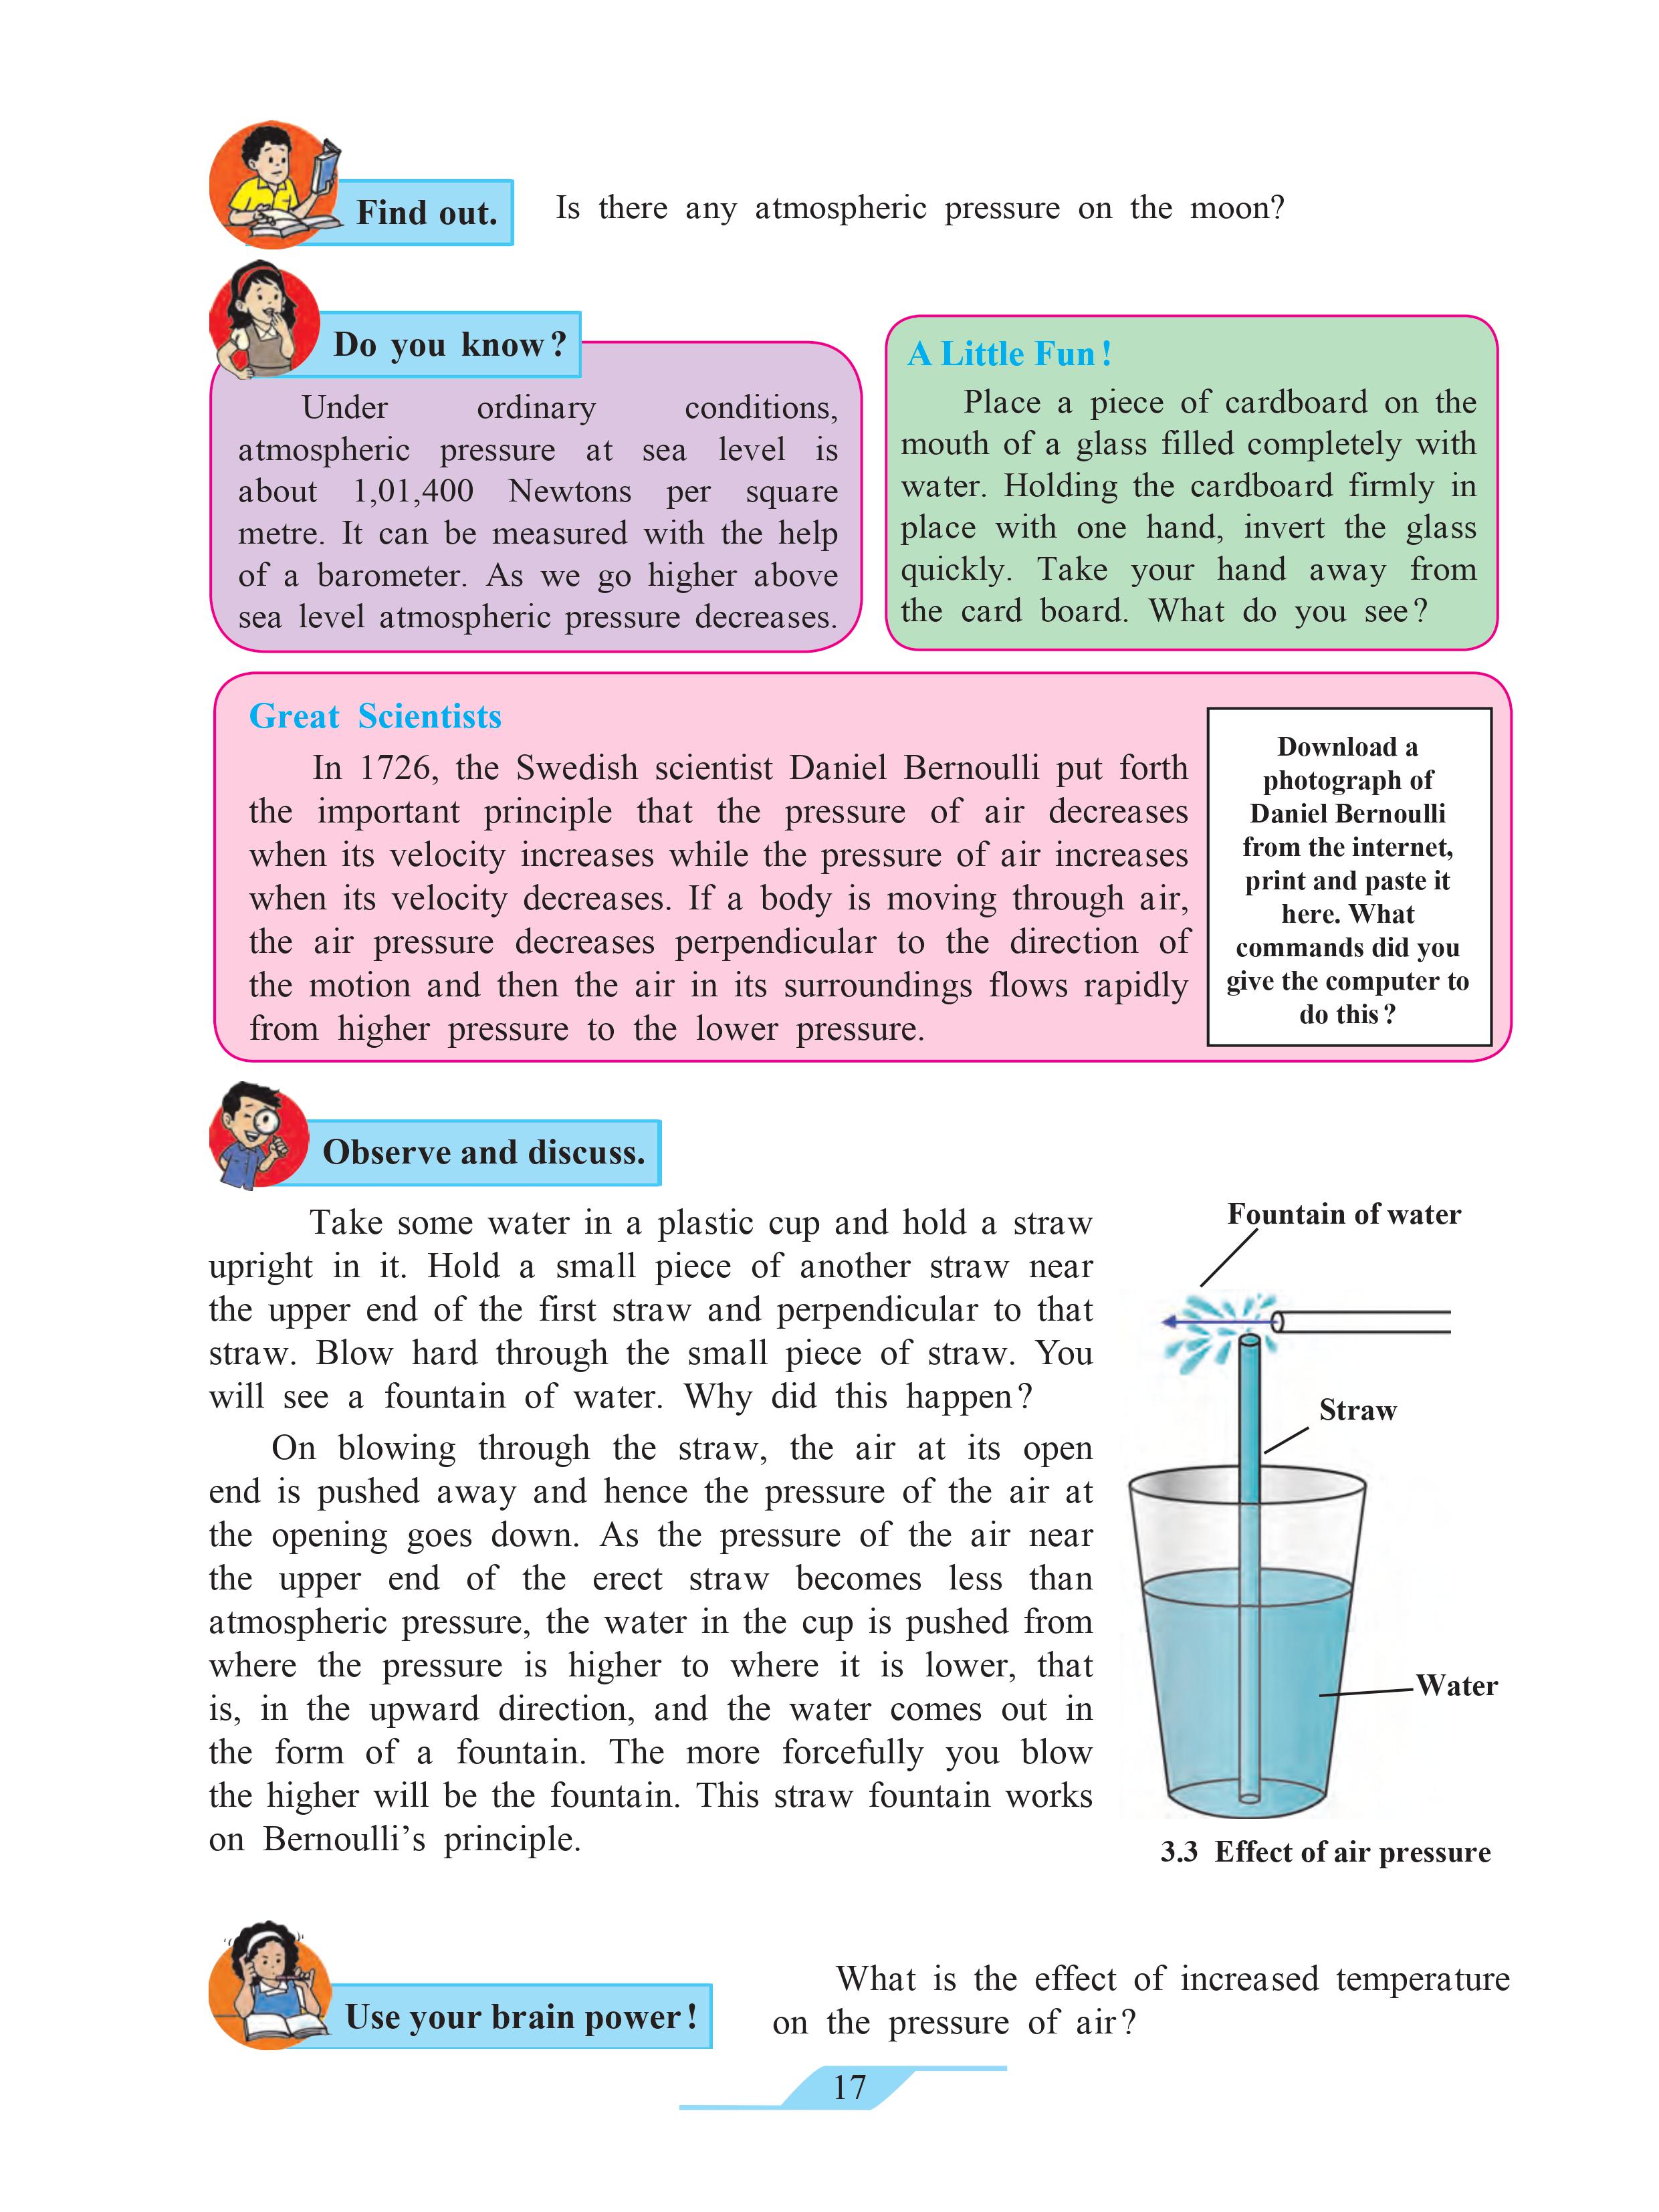 Find out.
Is there any atmospheric pressure on the moon?
Do you know?
Under ordinary conditions,
atmospheric pressure at sea level is
about 1,01,400 Newtons per square
metre. It can be measured with the help
of a barometer. As we go higher above
sea level atmospheric pressure decreases.
A Little Fun!
Place a piece of cardboard on the
mouth of a glass filled completely with
water. Holding the cardboard firmly in
place with one hand, invert the glass
quickly. Take your hand away from
the card board. What do you see?
Great Scientists
In 1726, the Swedish scientist Daniel Bernoulli put forth
the important principle that the pressure of air decreases
when its velocity increases while the pressure of air increases
when its velocity decreases. If a body is moving through air,
the air pressure decreases perpendicular to the direction of
the motion and then the air in its surroundings flows rapidly
from higher pressure to the lower pressure.
Download a
photograph of
Daniel Bernoulli
from the internet,
print and paste it
here. What
commands did you
give the computer to
do this?
Observe and discuss.
Take some water in a plastic cup and hold a straw
upright in it. Hold a small piece of another straw near
the upper end of the first straw and perpendicular to that
straw. Blow hard through the small piece of straw. You
will see a fountain of water. Why did this happen?
On blowing through the straw, the air at its open
end is pushed away and hence the pressure of the air at
the opening goes down. As the pressure of the air near
the upper end of the erect straw becomes less than
atmospheric pressure, the water in the cup is pushed from
where the pressure is higher to where it is lower, that
is, in the upward direction, and the water comes out in
the form of a fountain. The more forcefully you blow
the higher will be the fountain. This straw fountain works
on Bernoulli's principle.
Fountain of water
Straw
Water
3.3 Effect of air pressure
Use your brain power!
What is the effect of increased temperature
on the pressure of air?
17